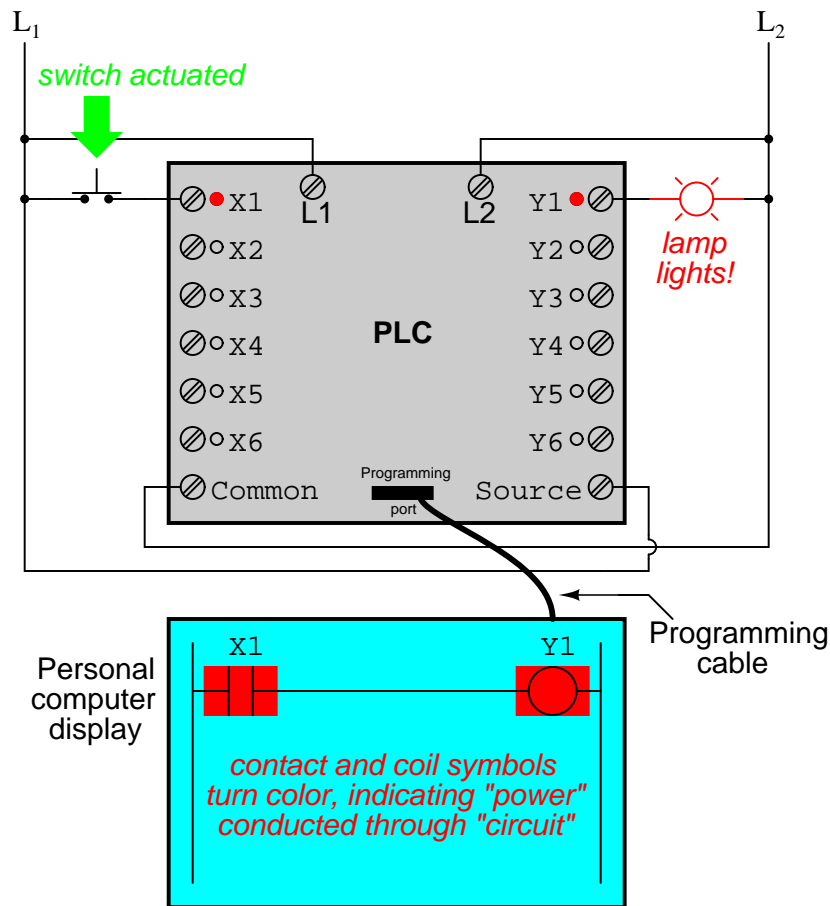 L1
L2
switch actuated
X1
L1
L2
Y1
X2
Y2
lamp
lights!
X3
Y3
X4
PLC
Y4
X5
Y5
X6
Y6
Common
Programming
port
Source
Programming
cable
Personal
computer
display
X1
Y1
contact and coil symbols
turn color, indicating "power"
conducted through "circuit"